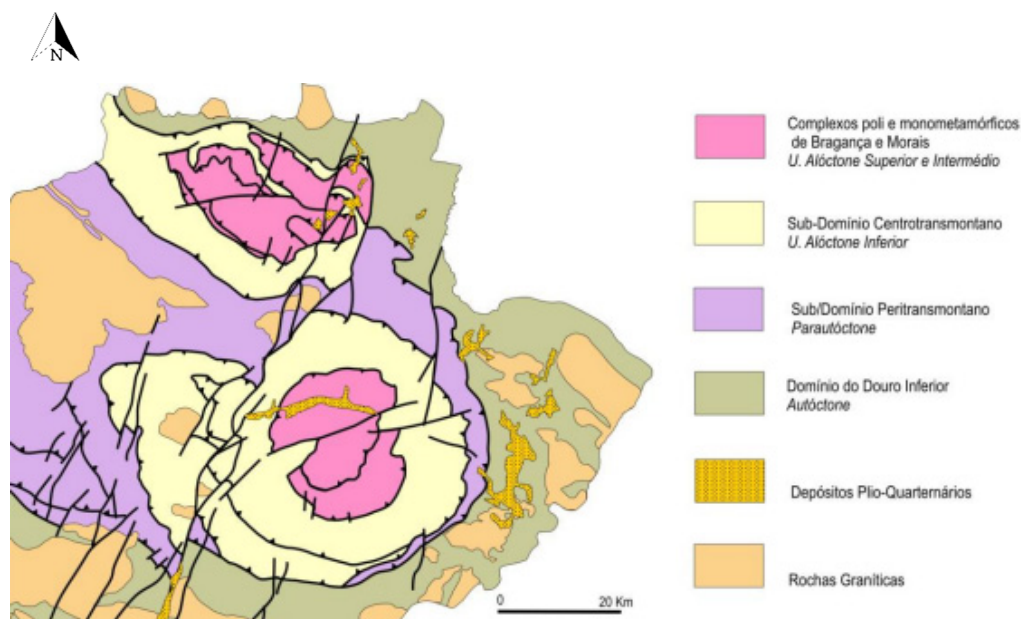 N
Complexos poli e monometamórficos
de Bragança e Morais
U. Alóctone Superior e Intermédio
Sub-Domínio Centrotransmontano
U. Alóctone Inferior
Sub/Domínio Peritransmontano
Parautóctone
Domínio do Douro Inferior
Autóctone
Depósitos Plio-Quarternários
Rochas Graníticas
0 20 Km